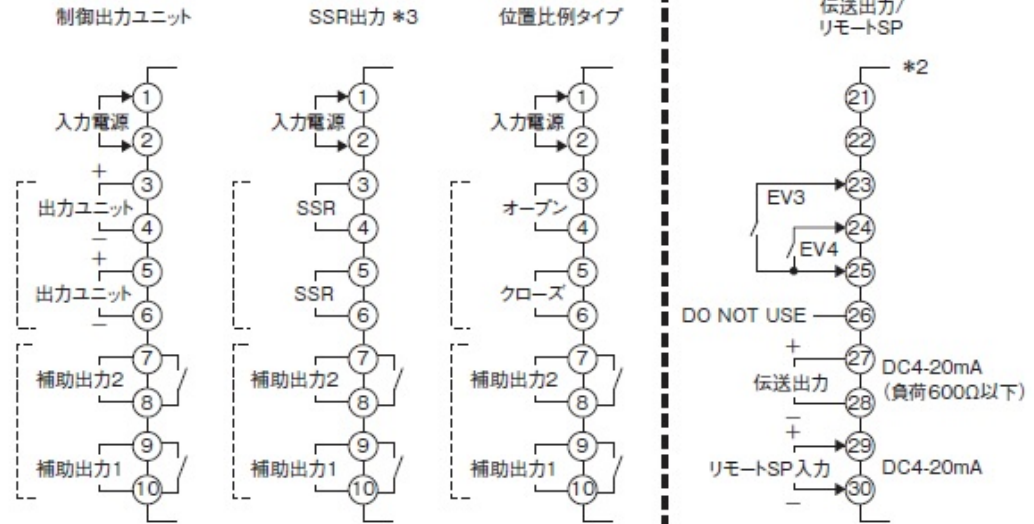 制御出力ユニット
1
入力電源
2
+
3
出力ユニット
4
−
+
5
出力ユニット
6
−
7
補助出力2
8
9
補助出力1
10
SSR出力 *3
1
入力電源
2
3
SSR
4
5
SSR
6
7
補助出力2
8
9
補助出力1
10
位置比例タイプ
1
入力電源
2
3
オープン
4
5
クローズ
6
7
補助出力2
8
9
補助出力1
10
伝送出力/
リモートSP
*2
21
22
23
EV3
24
EV4
25
DO NOT USE
26
+
27
DC4-20mA
伝送出力
(負荷600Ω以下)
28
−
+
29
リモートSP入力
DC4-20mA
30
−